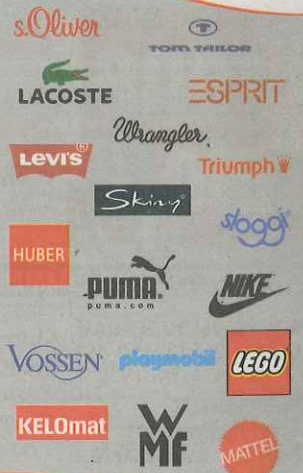 s.Oliver
TOM TAILOR
LACOSTE
ESPRIT
Wrangler
LEVI'S®
Triumph
Skiny
sloggi
HUBER
PUMA®
puma.com
NIKE
VOSSEN
playmobil
LEGO
KELOmat
WMF
MATTEL